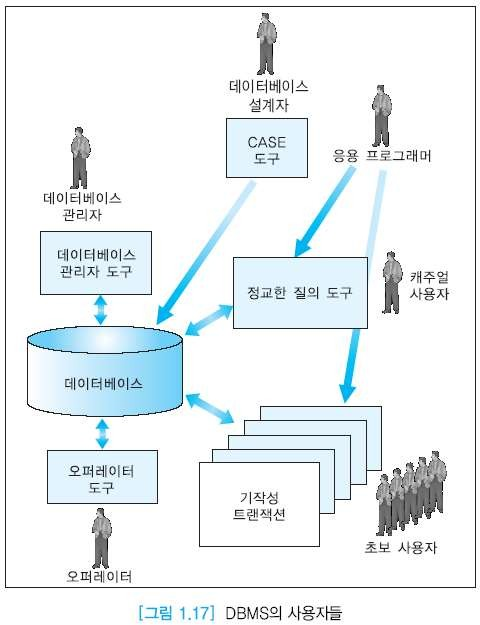 데이터베이스
설계자
CASE
도구
응용 프로그래머
데이터베이스
관리자
데이터베이스
관리자 도구
정교한 질의 도구
캐주얼
사용자
데이터베이스
오퍼레이터
도구
기작성
트랜잭션
초보 사용자
오퍼레이터
[그림 1.17] DBMS의 사용자들